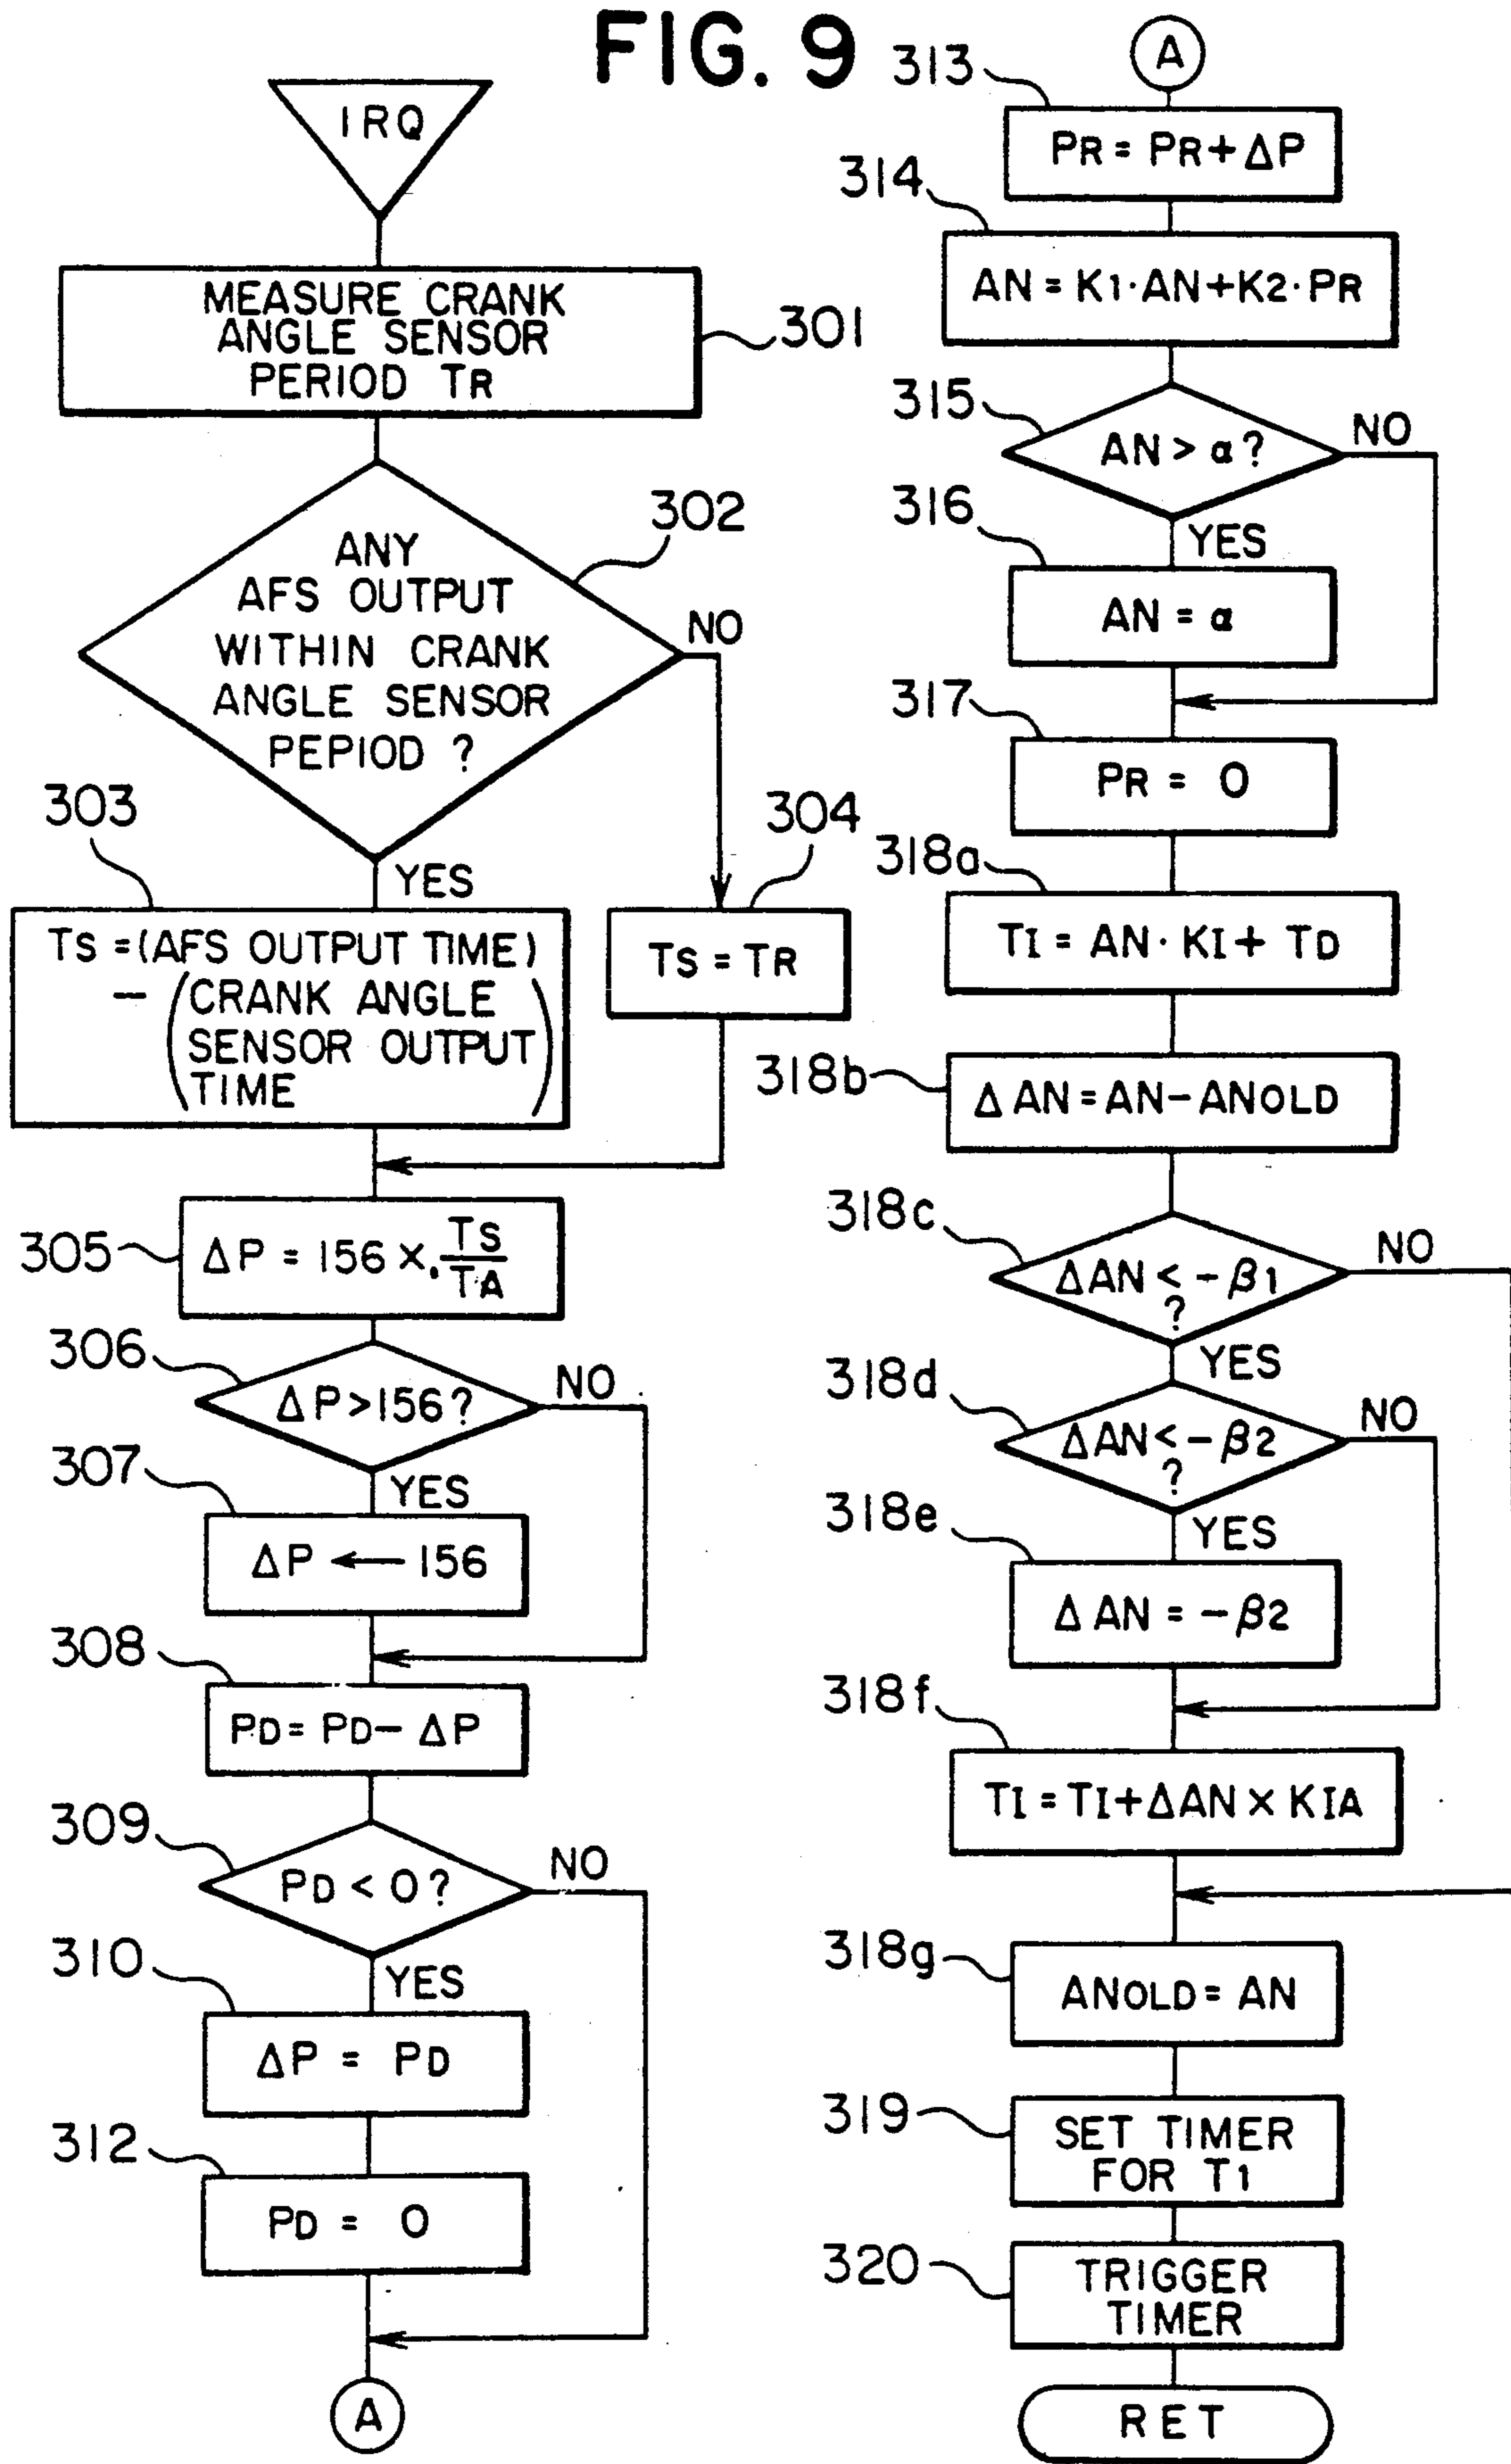 FIG. 9
IRQ
MEASURE CRANK
ANGLE SENSOR
PERIOD TR
301
ANY
AFS OUTPUT
WITHIN CRANK
ANGLE SENSOR
PEPIOD ?
302
NO
YES
303
TS =(AFS OUTPUT TIME)
- (CRANK ANGLE
SENSOR OUTPUT
TIME)
304
TS = TR
305
ΔP = 156 × TS/TA
306
ΔP>156?
NO
YES
307
ΔP ← 156
308
PD = PD - ΔP
309
PD < 0?
NO
YES
310
ΔP = PD
312
PD = 0
A
A
313
PR = PR + ΔP
314
AN = K1·AN+K2·PR
315
AN > α?
NO
YES
316
AN = α
317
PR = 0
318a
TI = AN·KI+ TD
318b
ΔAN = AN-ANOLD
318c
ΔAN < -β1
?
NO
YES
318d
ΔAN < -β2
?
NO
YES
318e
ΔAN = -β2
318f
TI = TI+ΔAN × KIA
318g
ANOLD = AN
319
SET TIMER
FOR T1
320
TRIGGER
TIMER
RET